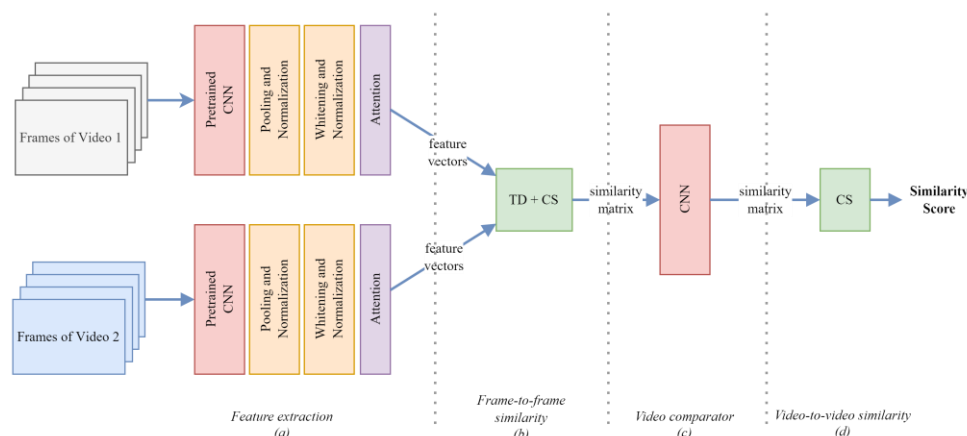 Frames of Video 1
Pretrained
CNN
Pooling and
Normalization
Whitening and
Normalization
Attention
feature
vectors
Frames of Video 2
Pretrained
CNN
Pooling and
Normalization
Whitening and
Normalization
Attention
feature
vectors
TD + CS
similarity
matrix
CNN
similarity
matrix
CS
Similarity
Score
Feature extraction
(a)
Frame-to-frame
similarity
(b)
Video comparator
(c)
Video-to-video similarity
(d)